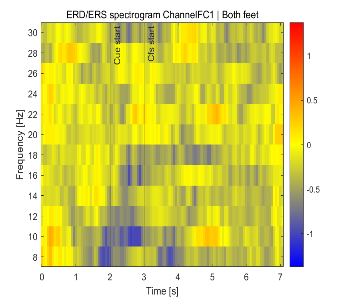 ERD/ERS spectrogram ChannelFC1 | Both feet
Cue start
Cfs start
Frequency [Hz]
30
28
26
24
22
20
18
16
14
12
10
8
0 1 2 3 4 5 6 7
Time [s]
1
0.5
0
-0.5
-1